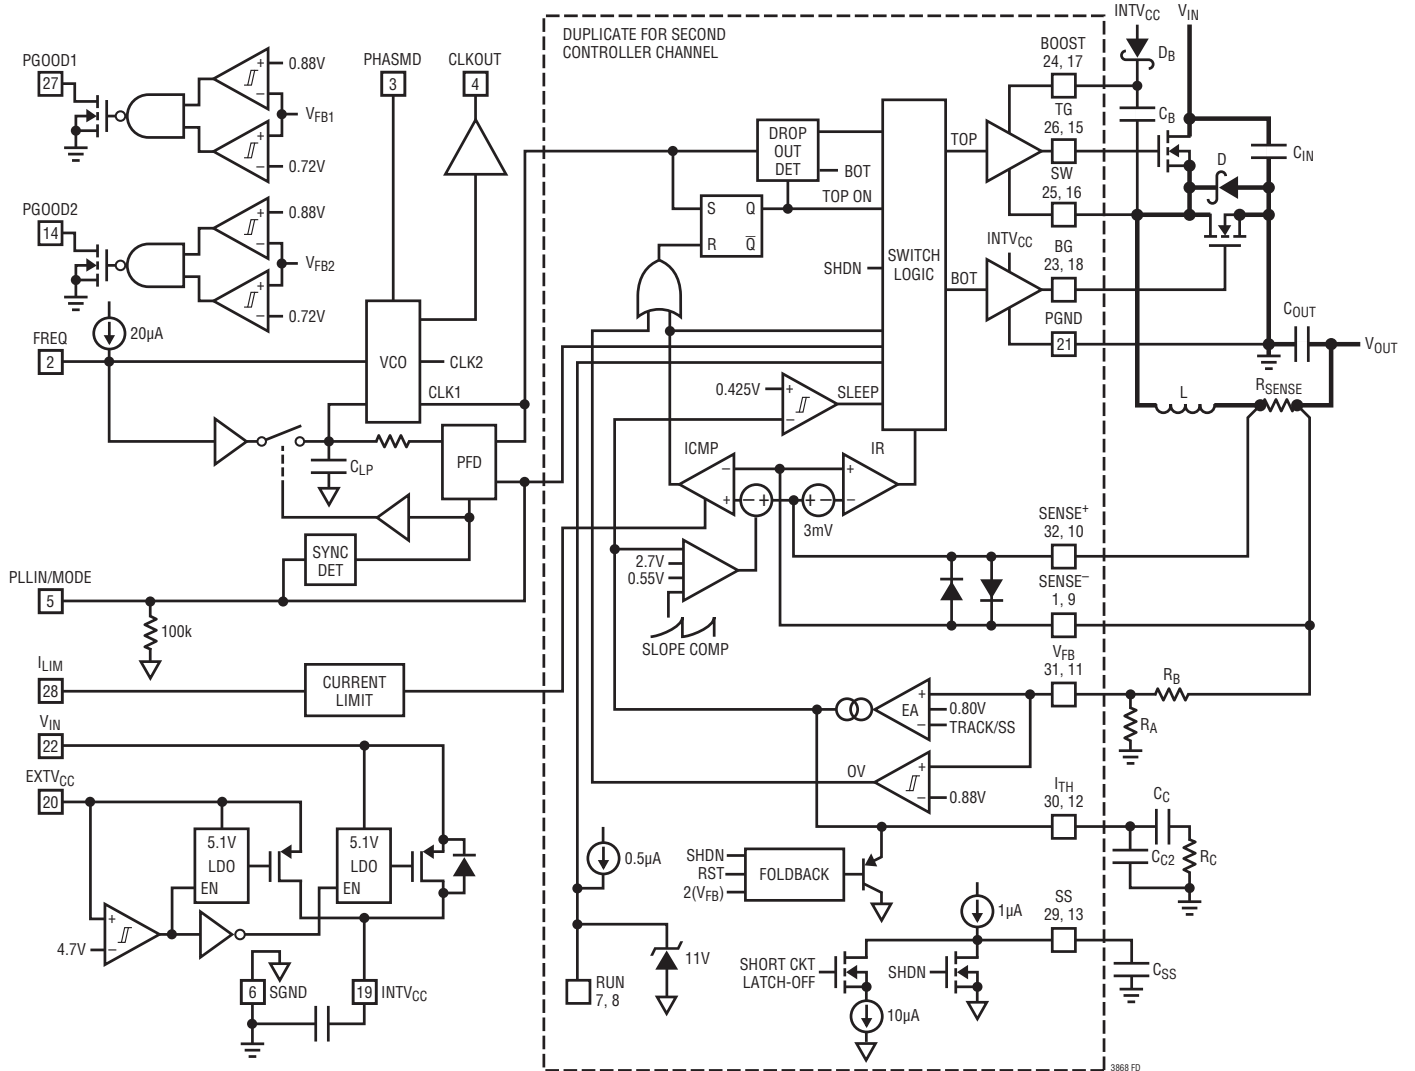 DUPLICATE FOR SECOND
CONTROLLER CHANNEL
PGOOD1
27
0.88V
VFB1
0.72V
PGOOD2
14
0.88V
VFB2
0.72V
PHASMD
3
CLKOUT
4
20µA
FREQ
2
VCO
CLK2
CLK1
CLP
PFD
SYNC
DET
PLLIN/MODE
5
100k
ILIM
28
CURRENT
LIMIT
VIN
22
EXTVCC
20
5.1V
LDO
EN
5.1V
LDO
EN
4.7V
+
−
6
SGND
19
INTVCC
DROP
OUT
DET
BOT
TOP ON
S
Q
R
Q̅
SHDN
SWITCH
LOGIC
TOP
BOT
INTVCC
0.425V
+
−
SLEEP
ICMP
−
+
IR
+
−
− +
+ −
3mV
2.7V
0.55V
SLOPE COMP
EA
+
−
0.80V
TRACK/SS
OV
+
−
0.88V
0.5µA
SHDN
RST
2(VFB)
FOLDBACK
1µA
11V
RUN
7, 8
SHORT CKT
LATCH-OFF
SHDN
10µA
INTVCC
VIN
BOOST
24, 17
DB
TG
26, 15
CB
D
CIN
SW
25, 16
BG
23, 18
PGND
21
COUT
VOUT
L
RSENSE
SENSE+
32, 10
SENSE−
1, 9
VFB
31, 11
RB
RA
ITH
30, 12
CC
CC2
RC
SS
29, 13
CSS
3868 FD